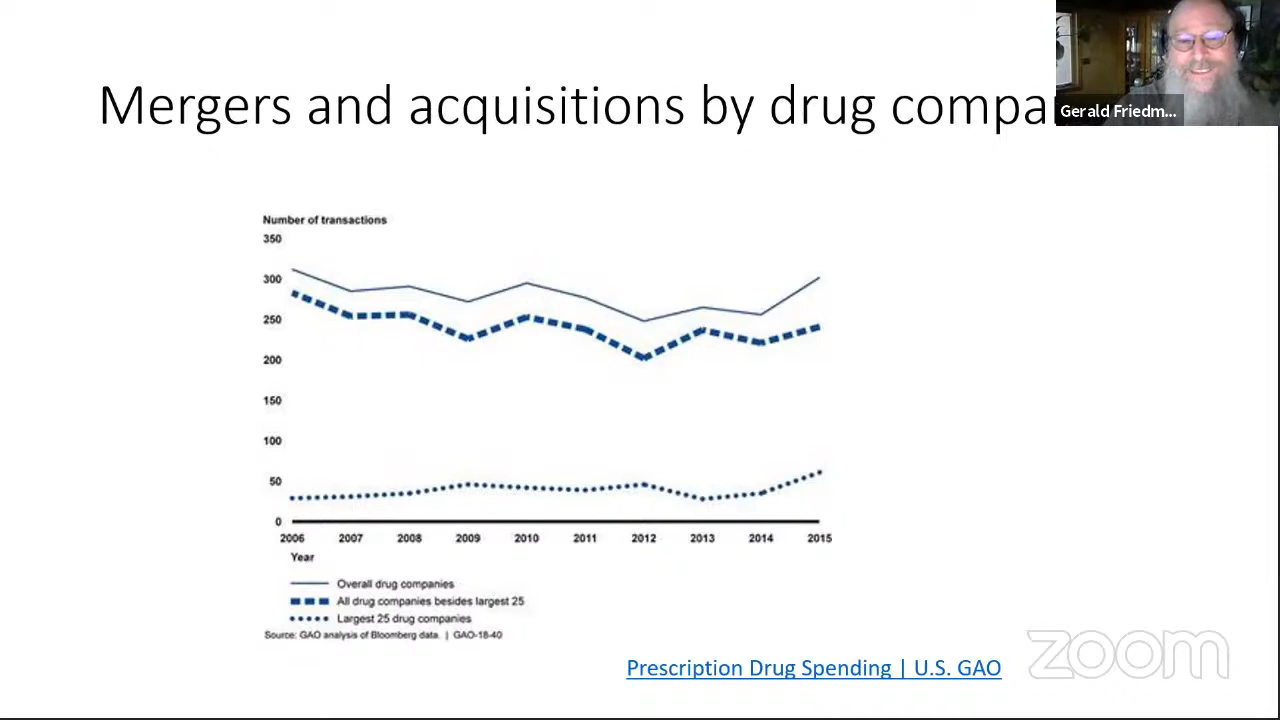 Mergers and acquisitions by drug compa
Gerald Friedm...
Number of transactions
350
300
250
200
150
100
50
0
2006 2007 2008 2009 2010 2011 2012 2013 2014 2015
Year
Overall drug companies
All drug companies besides largest 25
Largest 25 drug companies
Source: GAO analysis of Bloomberg data. | GAO-18-40
Prescription Drug Spending | U.S. GAO
zoom